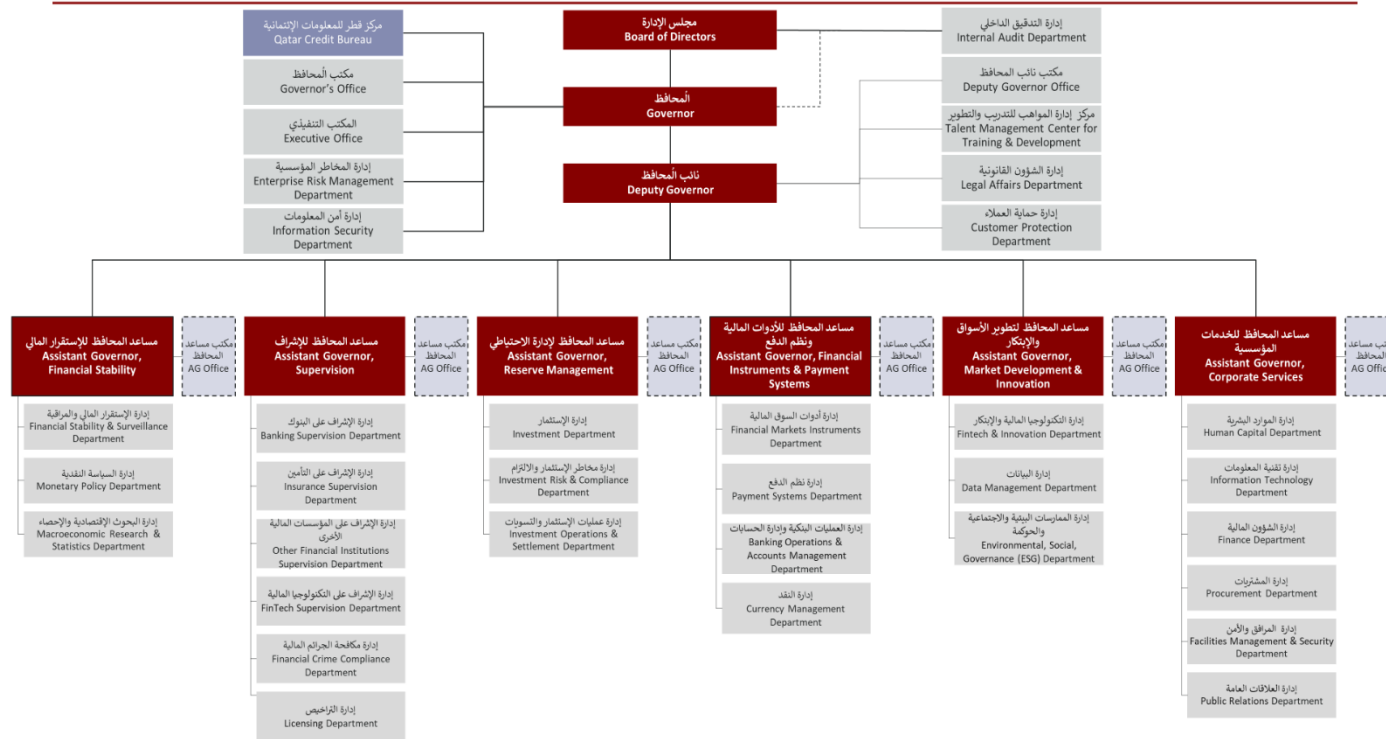 مركز قطر للمعلومات الإئتمانية
Qatar Credit Bureau
مكتب الُمحافظ
Governor's Office
المكتب التنفيذي
Executive Office
إدارة المخاطر المؤسسية
Enterprise Risk Management
Department
إدارة أمن المعلومات
Information Security
Department
مجلس الإدارة
Board of Directors
الُمحافظ
Governor
نائب الُمحافظ
Deputy Governor
إدارة التدقيق الداخلي
Internal Audit Department
مكتب نائب المحافظ
Deputy Governor Office
مركز إدارة المواهب للتدريب والتطوير
Talent Management Center for
Training & Development
إدارة الشؤون القانونية
Legal Affairs Department
إدارة حماية العملاء
Customer Protection
Department
مساعد المحافظ للإستقرار المالي
Assistant Governor,
Financial Stability
مكتب مساعد
المحافظ
AG Office
إدارة الإستقرار المالي والمراقبة
Financial Stability & Surveillance
Department
إدارة السياسة النقدية
Monetary Policy Department
إدارة البحوث الإقتصادية والإحصاء
Macroeconomic Research &
Statistics Department
مساعد المحافظ للإشراف
Assistant Governor,
Supervision
مكتب مساعد
المحافظ
AG Office
إدارة الإشراف على البنوك
Banking Supervision Department
إدارة الإشراف على التأمين
Insurance Supervision
Department
إدارة الإشراف على المؤسسات المالية
الأخرى
Other Financial Institutions
Supervision Department
إدارة الإشراف على التكنولوجيا المالية
FinTech Supervision Department
إدارة مكافحة الجرائم المالية
Financial Crime Compliance
Department
إدارة التراخيص
Licensing Department
مساعد المحافظ لإدارة الاحتياطي
Assistant Governor,
Reserve Management
مكتب مساعد
المحافظ
AG Office
إدارة الإستثمار
Investment Department
إدارة مخاطر الإستثمار والالتزام
Investment Risk & Compliance
Department
إدارة عمليات الإستثمار والتسويات
Investment Operations &
Settlement Department
مساعد المحافظ للأدوات المالية
ونظم الدفع
Assistant Governor, Financial
Instruments & Payment
Systems
مكتب مساعد
المحافظ
AG Office
إدارة أدوات السوق المالية
Financial Markets Instruments
Department
إدارة نظم الدفع
Payment Systems Department
إدارة العمليات البنكية وإدارة الحسابات
Banking Operations &
Accounts Management
Department
إدارة النقد
Currency Management
Department
مساعد المحافظ لتطوير الأسواق
والإبتكار
Assistant Governor,
Market Development &
Innovation
مكتب مساعد
المحافظ
AG Office
إدارة التكنولوجيا المالية والإبتكار
Fintech & Innovation Department
إدارة البيانات
Data Management Department
إدارة الممارسات البيئية والاجتماعية
والحوكمة
Environmental, Social,
Governance (ESG) Department
مساعد المحافظ للخدمات
المؤسسية
Assistant Governor,
Corporate Services
مكتب مساعد
المحافظ
AG Office
إدارة الموارد البشرية
Human Capital Department
إدارة تقنية المعلومات
Information Technology
Department
إدارة الشؤون المالية
Finance Department
إدارة المشتريات
Procurement Department
إدارة المرافق والأمن
Facilities Management & Security
Department
إدارة العلاقات العامة
Public Relations Department